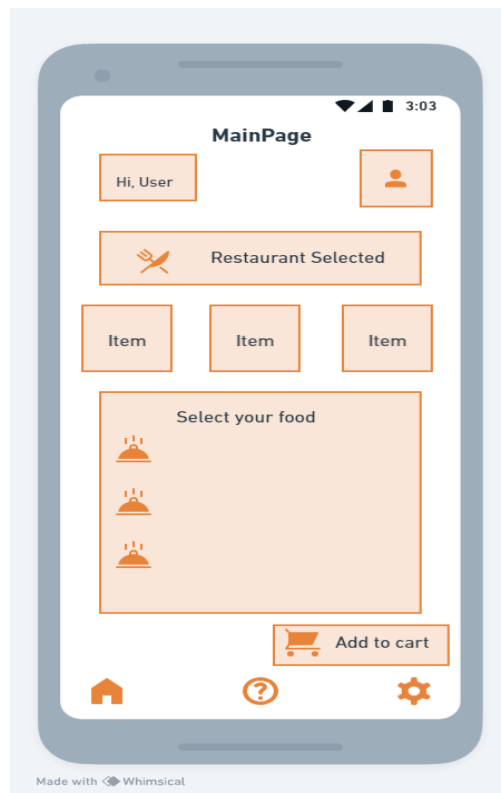 3:03
MainPage
Hi, User
Restaurant Selected
Item Item Item
Select your food
Add to cart
?
Made with Whimsical